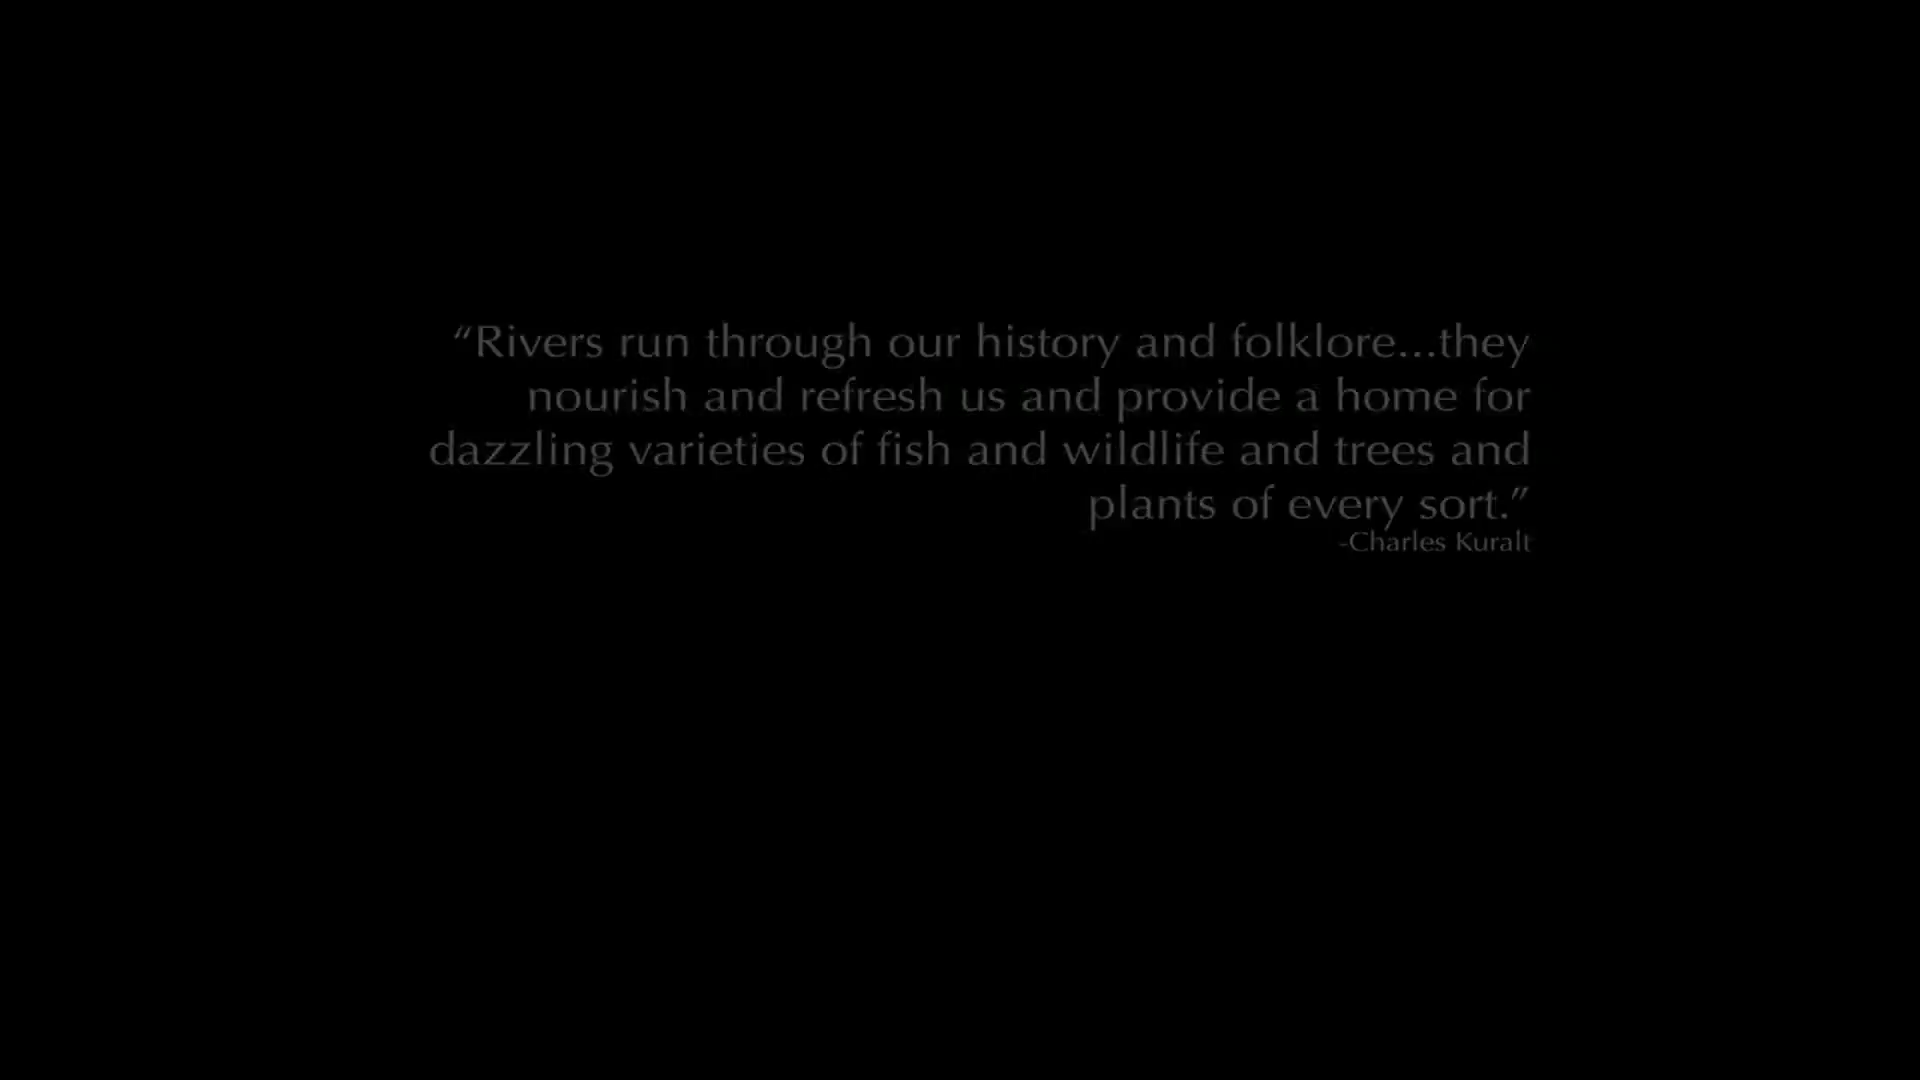 “Rivers run through our history and folklore...they
nourish and refresh us and provide a home for
dazzling varieties of fish and wildlife and trees and
plants of every sort.”
-Charles Kuralt